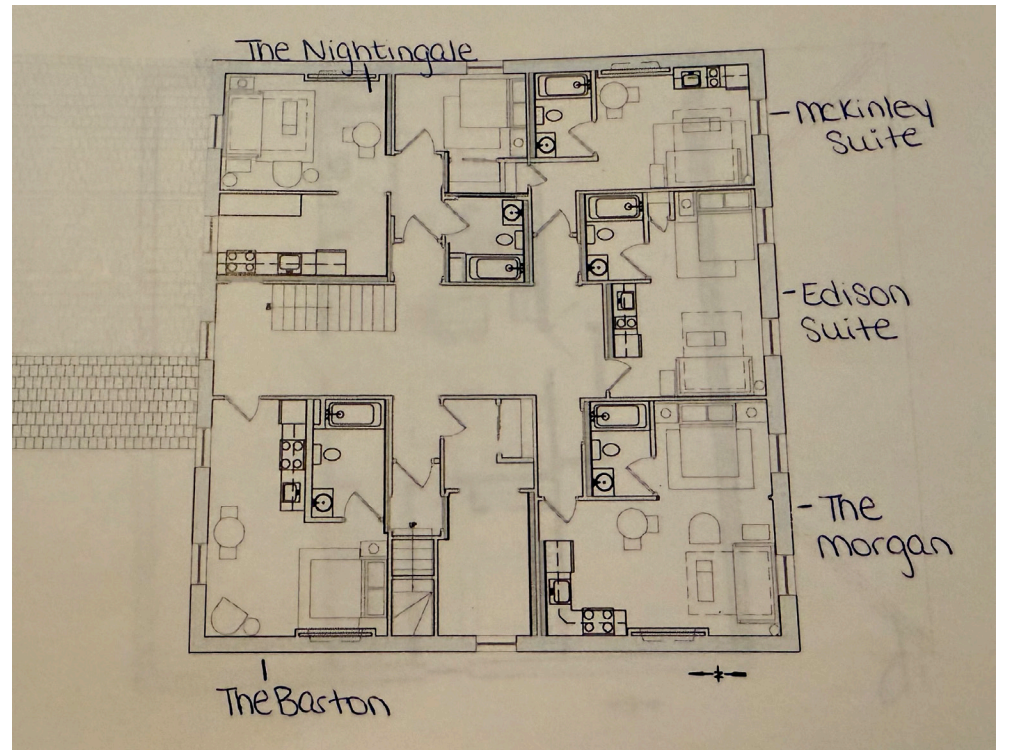 The Nightingale
McKinley
Suite
Edison
Suite
The
Morgan
The Barton